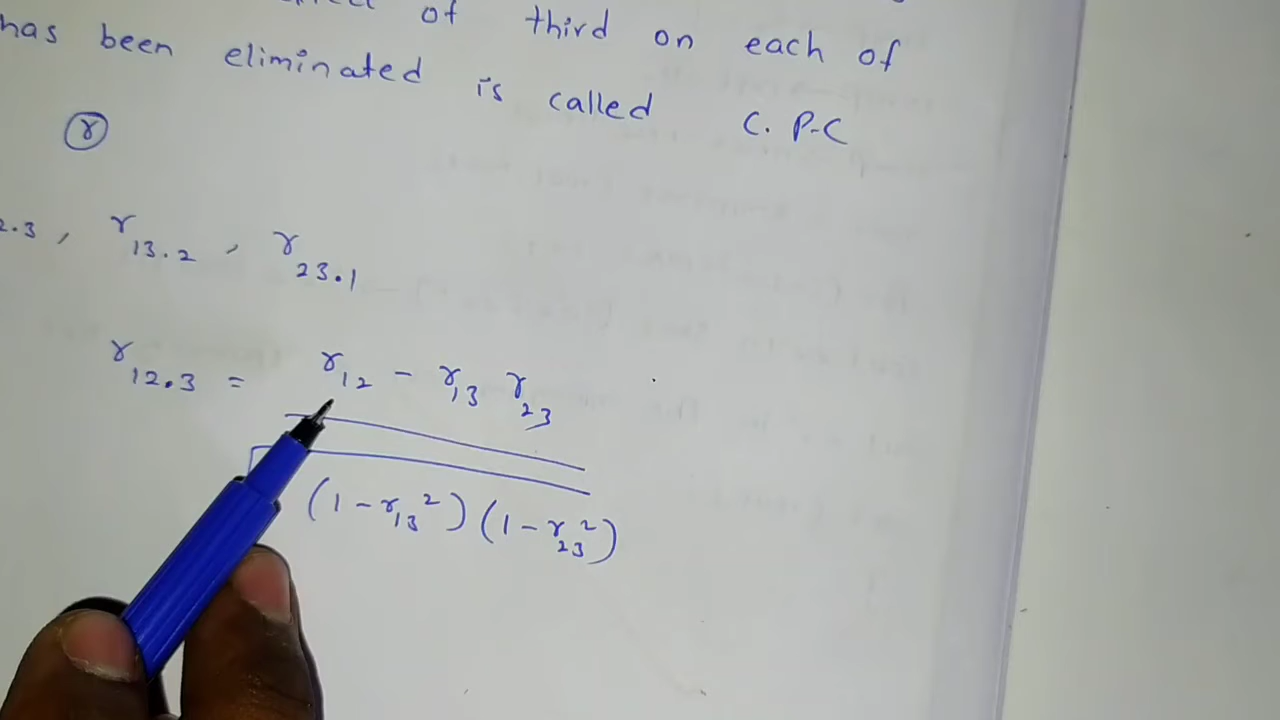 of third on each of
has been eliminated is called C. P-C
r
2.3, r13.2, r23.1
r12.3 = r12 - r13 r23
√(1-r13²)(1-r23²)